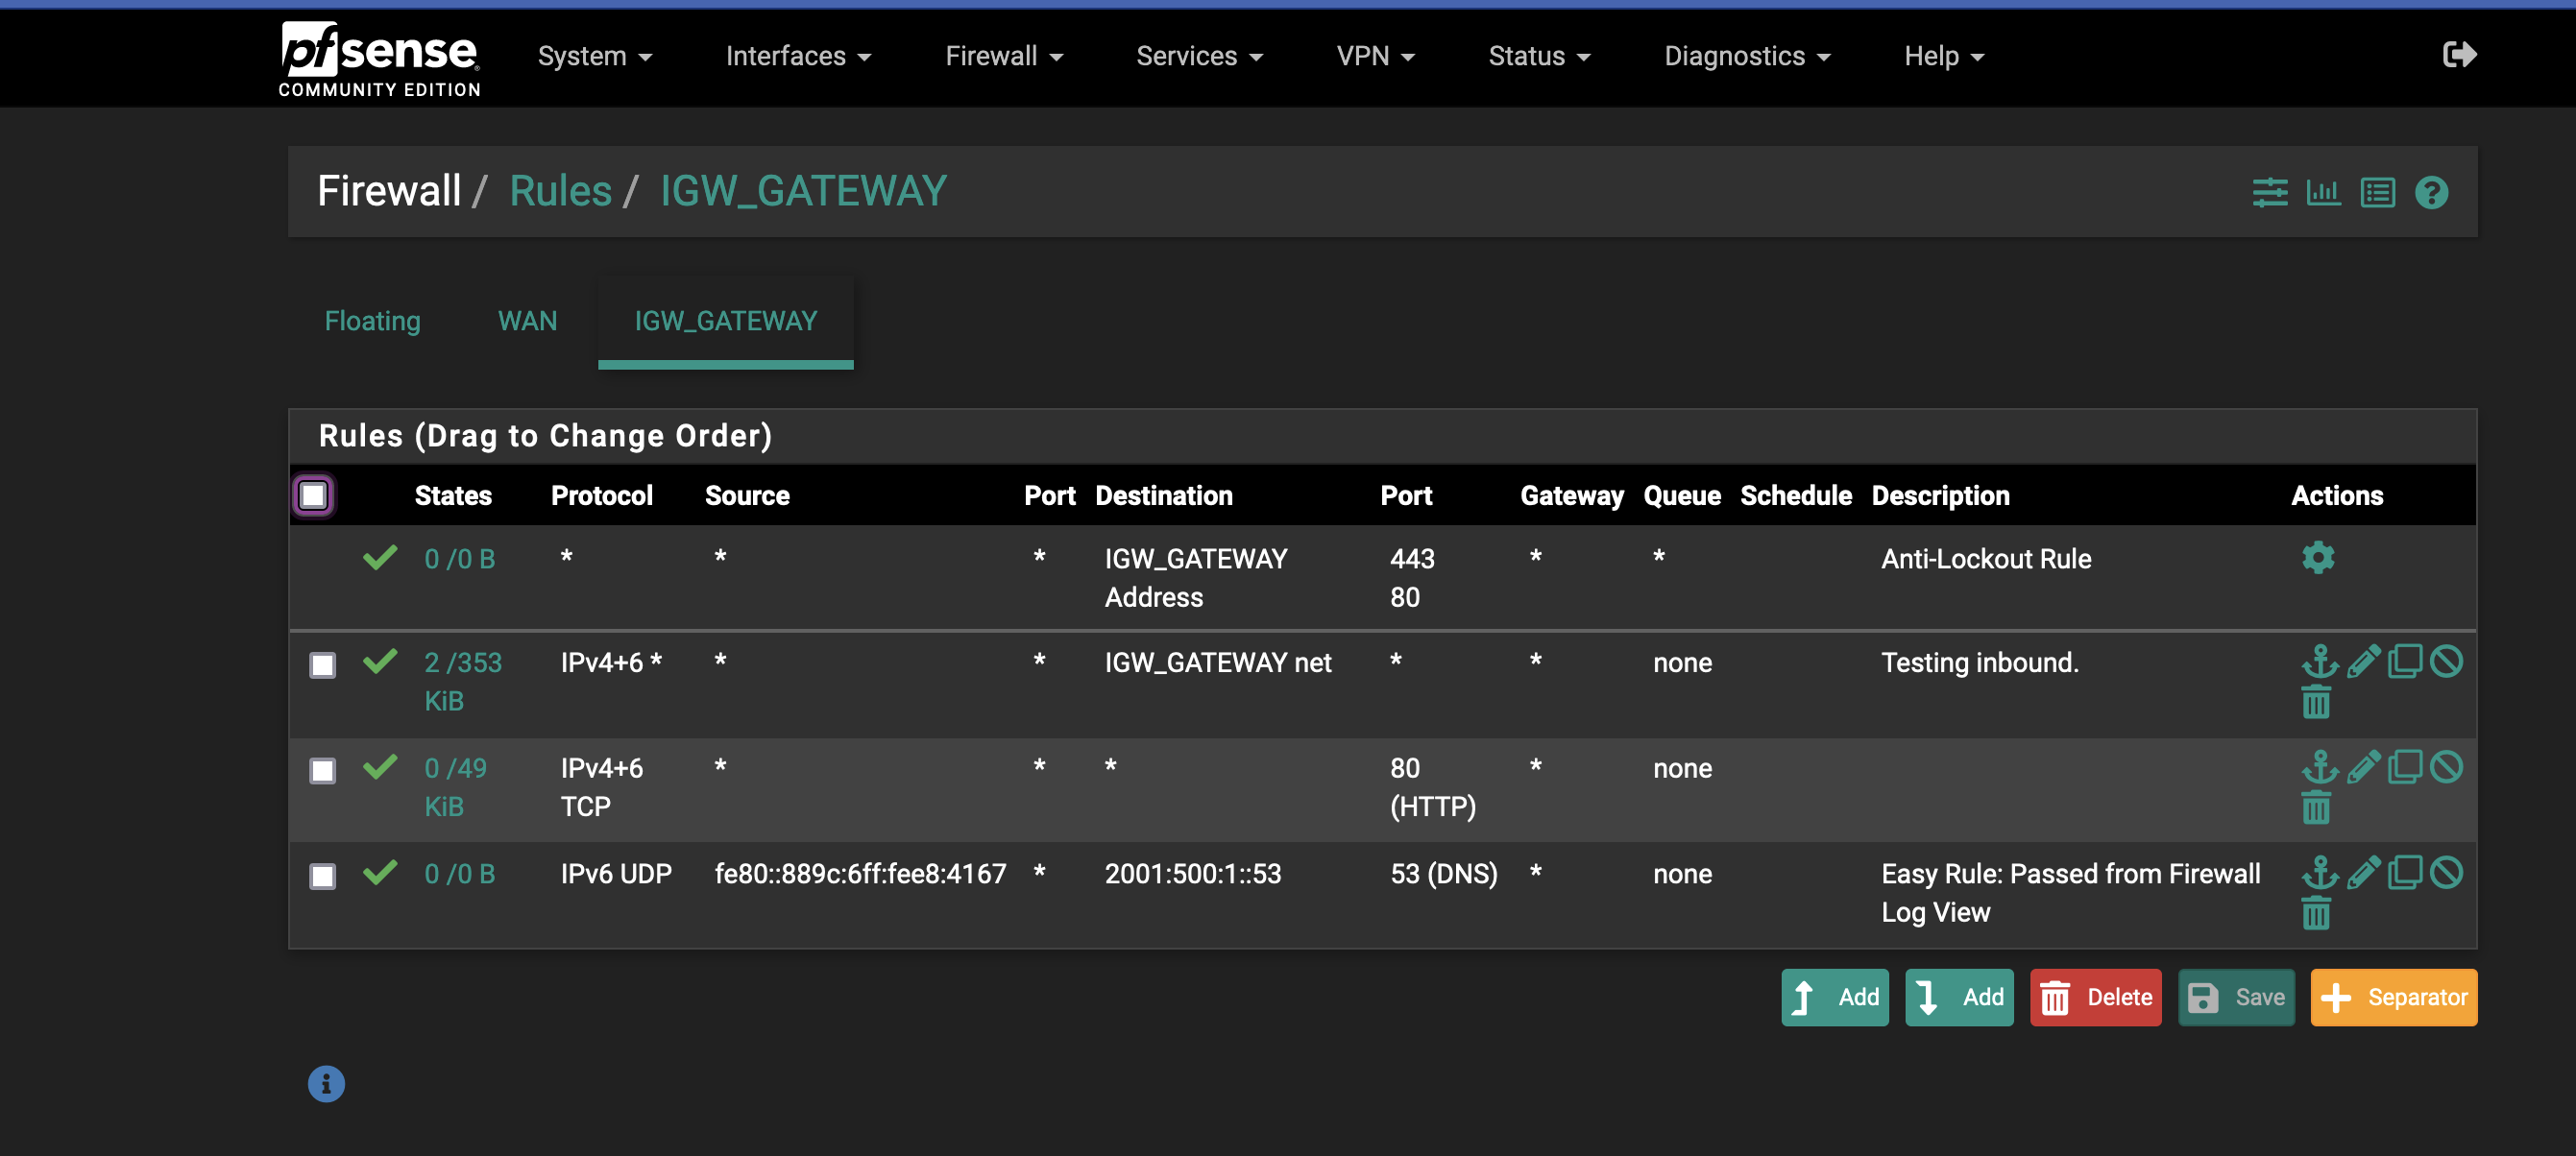 pfsense
COMMUNITY EDITION
System
Interfaces
Firewall
Services
VPN
Status
Diagnostics
Help
Firewall / Rules / IGW_GATEWAY
Floating
WAN
IGW_GATEWAY
Rules (Drag to Change Order)
States Protocol Source Port Destination Port Gateway Queue Schedule Description Actions
0 /0 B * * * IGW_GATEWAY 443 * * Anti-Lockout Rule
Address 80
2 /353 IPv4+6 * * * IGW_GATEWAY net * * none Testing inbound.
KiB
0 /49 IPv4+6 * * * 80 * none
KiB TCP (HTTP)
0 /0 B IPv6 UDP fe80::889c:6ff:fee8:4167 * 2001:500:1::53 53 (DNS) * none Easy Rule: Passed from Firewall
Log View
Add
Add
Delete
Save
Separator